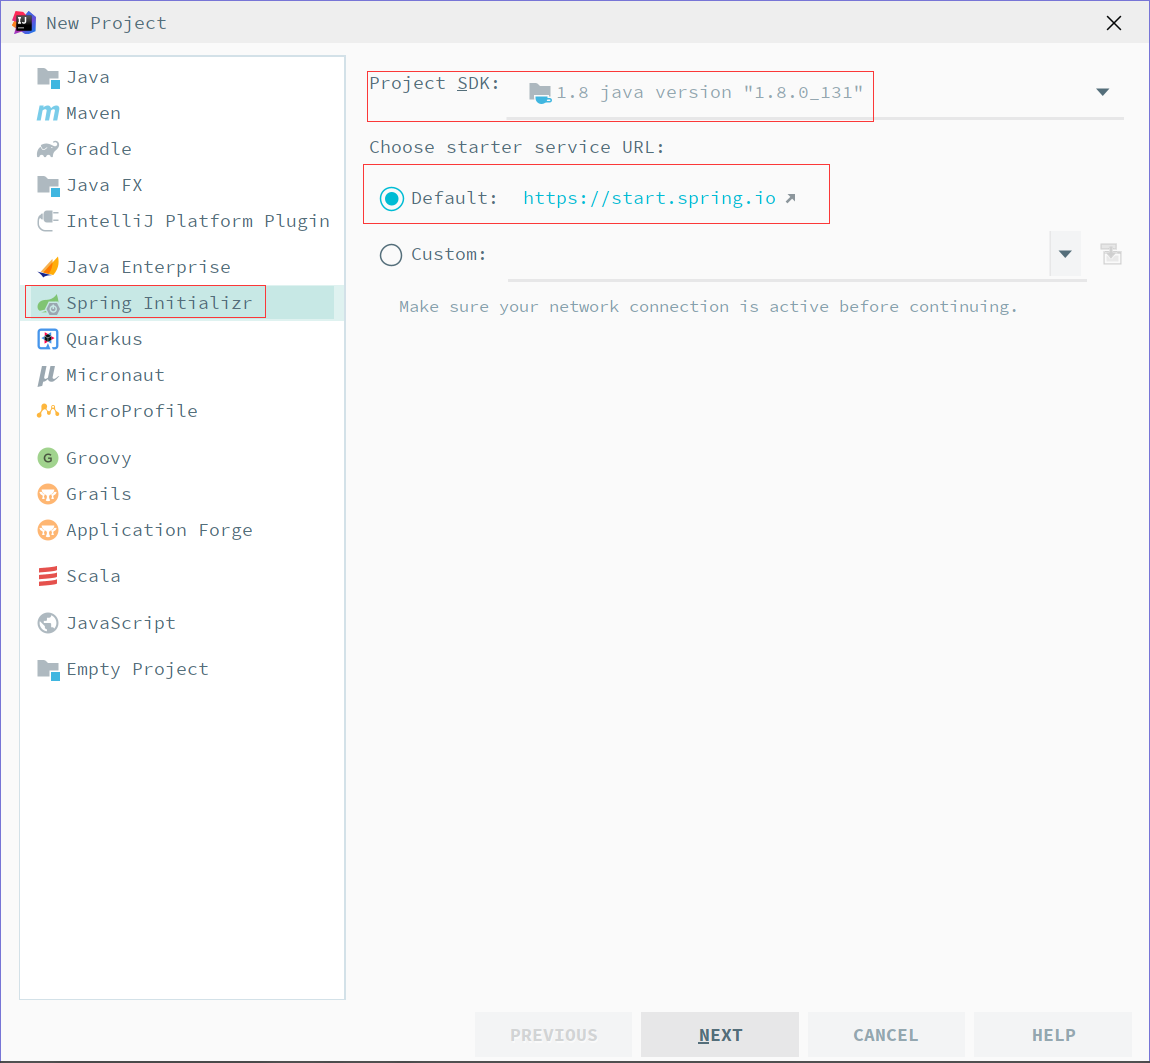 New Project
Java
Maven
Gradle
Java FX
IntelliJ Platform Plugin
Java Enterprise
Spring Initializr
Quarkus
Micronaut
MicroProfile
Groovy
Grails
Application Forge
Scala
JavaScript
Empty Project
Project SDK: 1.8 java version "1.8.0_131"
Choose starter service URL:
Default: https://start.spring.io
Custom:
Make sure your network connection is active before continuing.
PREVIOUS NEXT CANCEL HELP